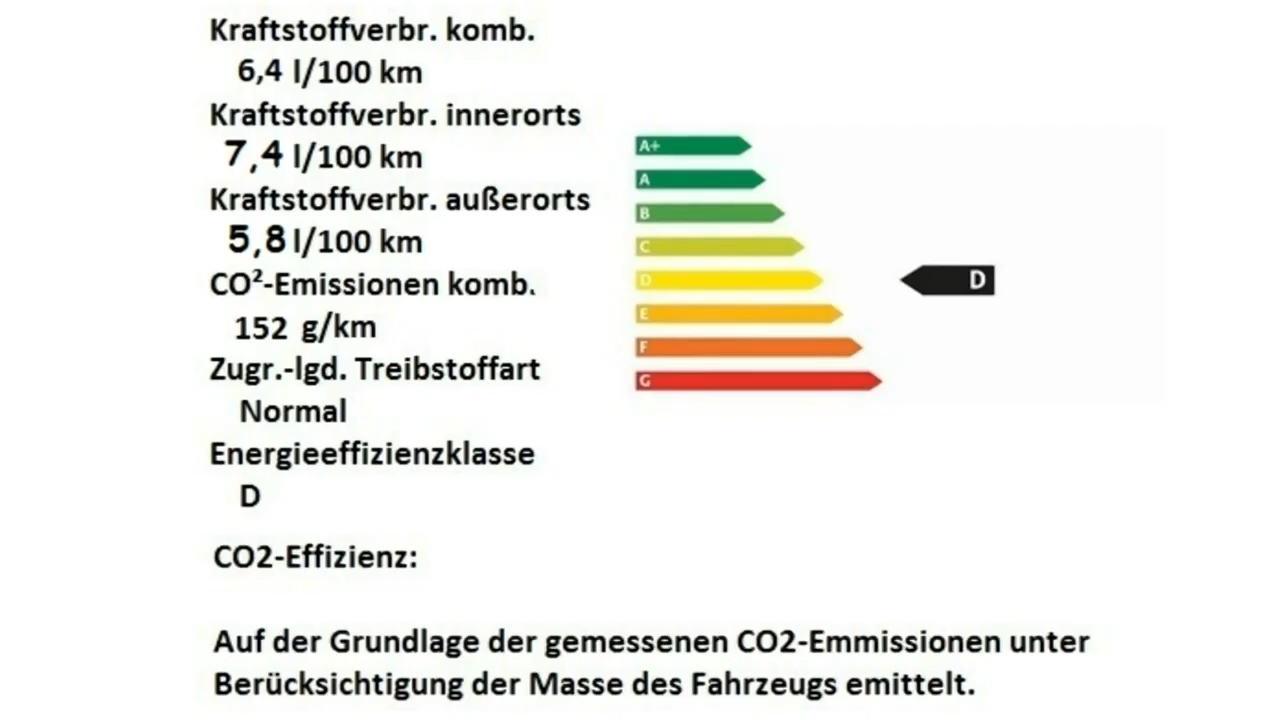 Kraftstoffverbr. komb.
6,4 l/100 km
Kraftstoffverbr. innerorts
7,4 l/100 km
Kraftstoffverbr. außerorts
5,8 l/100 km
CO²-Emissionen komb.
152 g/km
Zugr.-lgd. Treibstoffart
Normal
Energieeffizienzklasse
D
A+
A
B
C
D
D
E
F
G
CO2-Effizienz:
Auf der Grundlage der gemessenen CO2-Emmissionen unter
Berücksichtigung der Masse des Fahrzeugs emittelt.